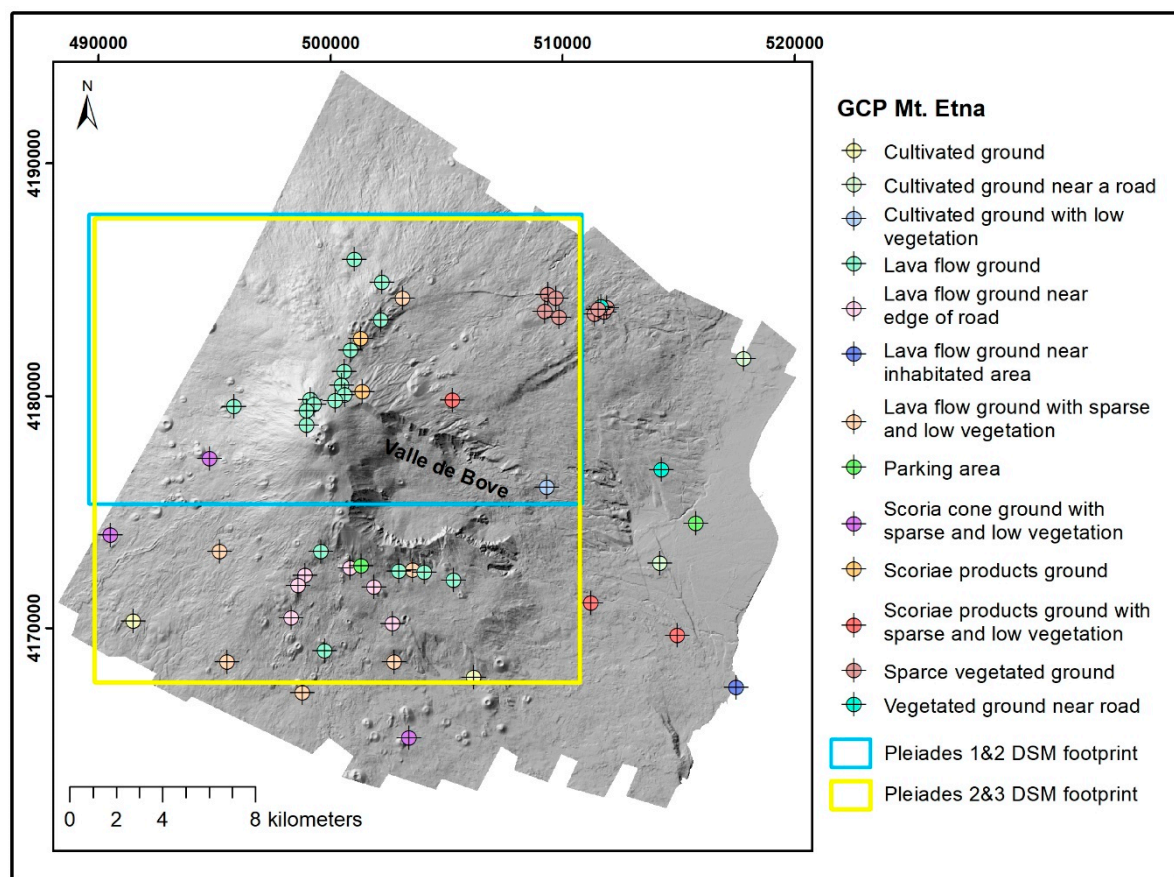 490000 500000 510000 520000
N
4190000
4180000
4170000
Valle de Bove
0 2 4 8 kilometers
GCP Mt. Etna
Cultivated ground
Cultivated ground near a road
Cultivated ground with low
vegetation
Lava flow ground
Lava flow ground near
edge of road
Lava flow ground near
inhabitated area
Lava flow ground with sparse
and low vegetation
Parking area
Scoria cone ground with
sparse and low vegetation
Scoriae products ground
Scoriae products ground with
sparse and low vegetation
Sparce vegetated ground
Vegetated ground near road
Pleiades 1&2 DSM footprint
Pleiades 2&3 DSM footprint